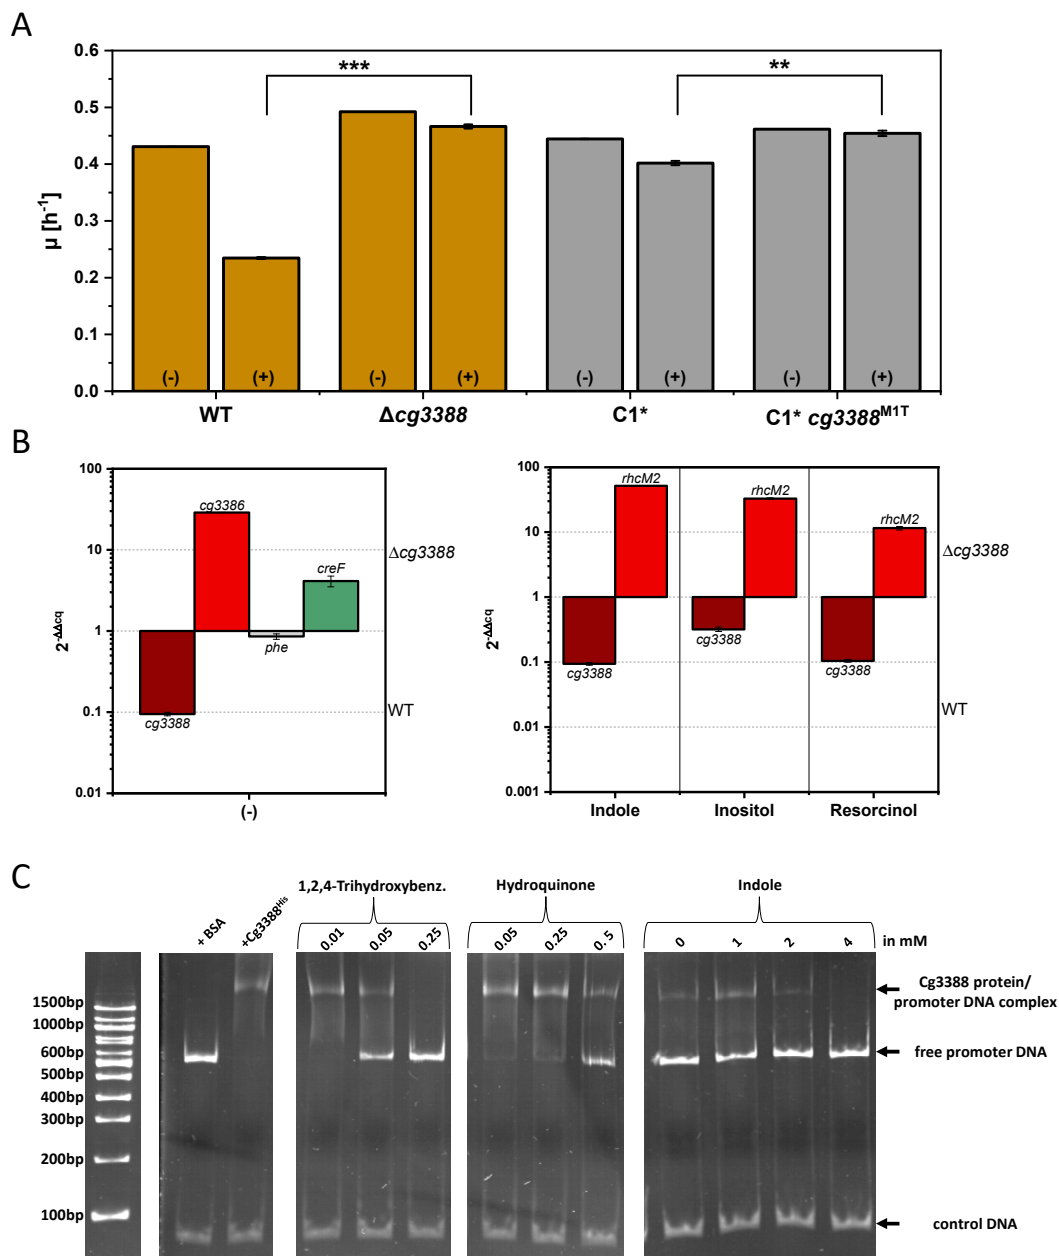 A
0.6
0.5
0.4
0.3
0.2
0.1
0.0
μ [h⁻¹]
***
**
(-) (+) (-) (+) (-) (+) (-) (+)
WT Δcg3388 C1* C1* cg3388ᴹ¹ᵀ
B
100
10
1
0.1
0.01
2^-ΔΔcq
cg3386
creF
phe
cg3388
Δcg3388
WT
(-)
100
10
1
0.1
0.01
0.001
2^-ΔΔcq
rhcM2 rhcM2 rhcM2
cg3388 cg3388 cg3388
Δcg3388
WT
Indole Inositol Resorcinol
C
1,2,4-Trihydroxybenz. Hydroquinone Indole
+ BSA +Cg3388ᴴⁱˢ 0.01 0.05 0.25 0.05 0.25 0. 5 0 1 2 4 in mM
1500bp
1000bp
600bp
500bp
400bp
300bp
200bp
100bp
Cg3388 protein/
promoter DNA complex
free promoter DNA
control DNA